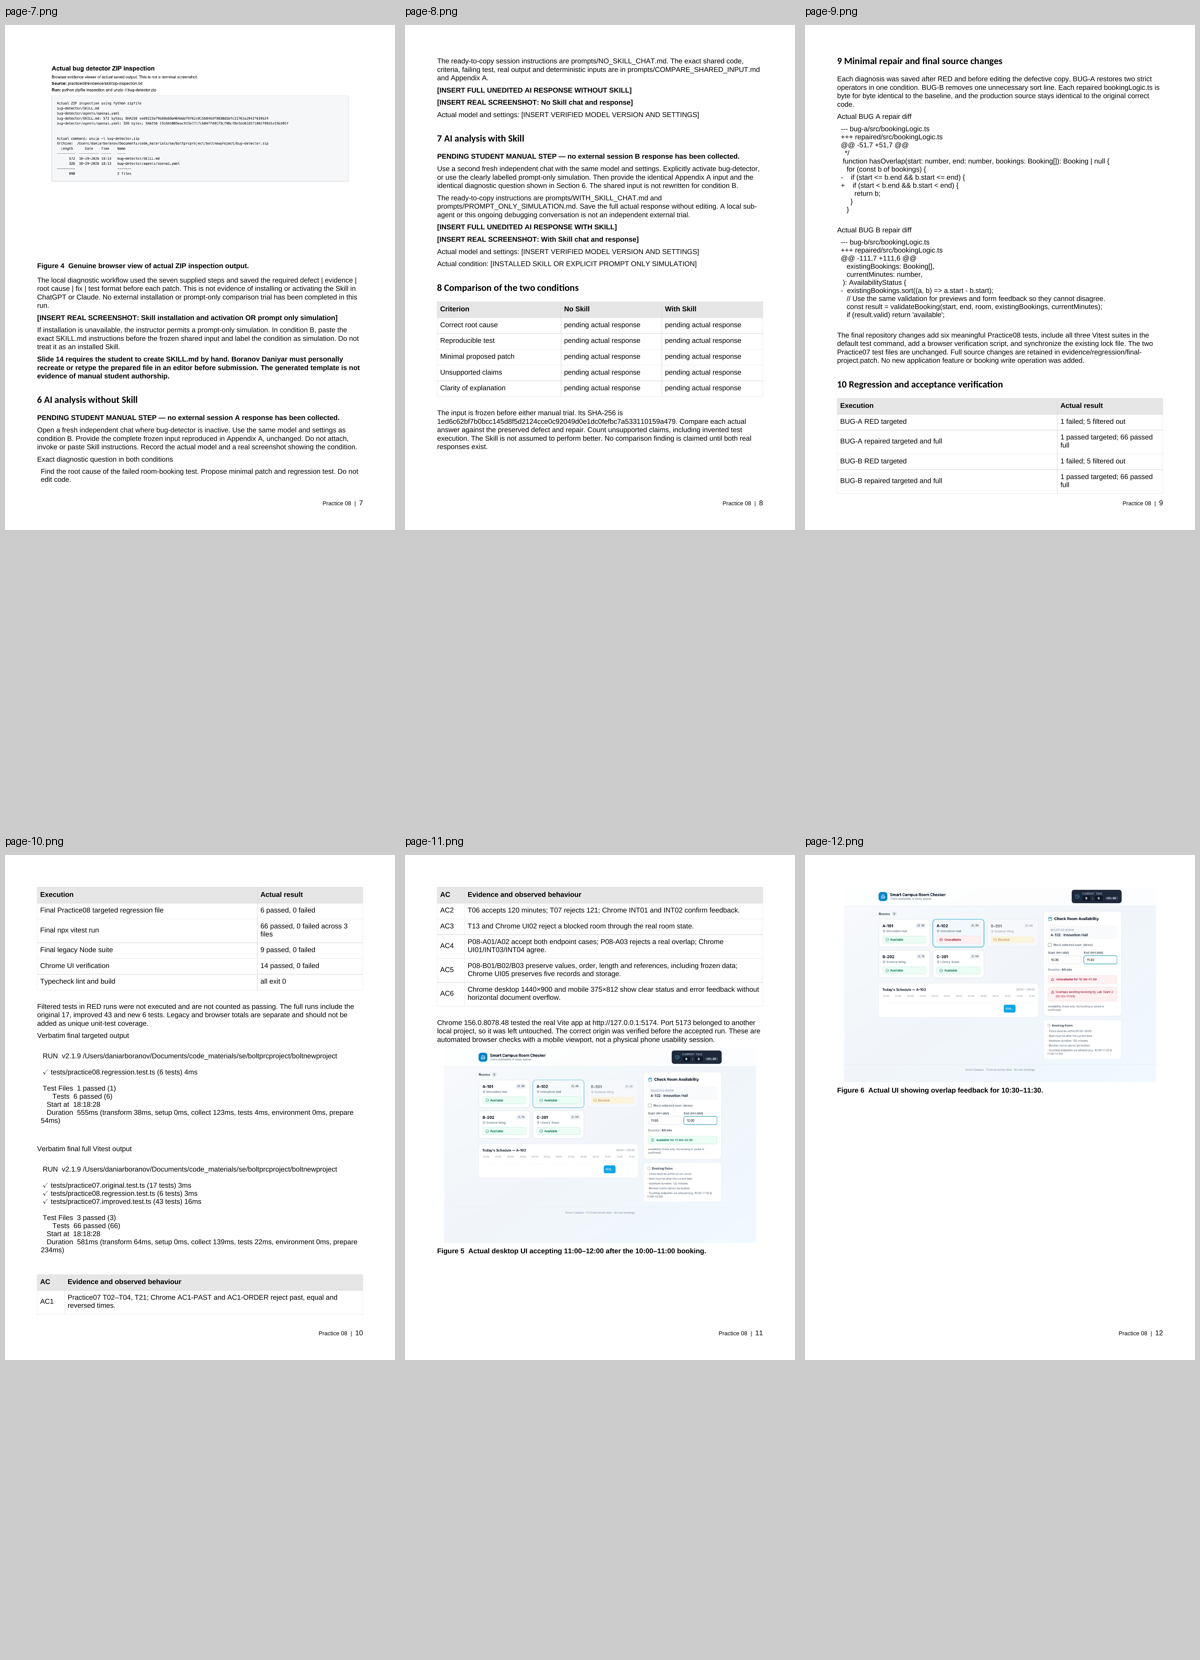 page-7.png
Actual bug detector ZIP inspection
Browser evidence viewer of actual saved output. This is not a terminal screenshot.
Figure 4 Genuine browser view of actual ZIP inspection output.
The local diagnostic workflow used the seven supplied steps and saved the required defect | evidence |
root cause | fix | test format before each patch. This is not evidence of installing or activating the Skill in
ChatGPT or Claude. No external installation or prompt-only comparison trial has been completed in this
run.
[INSERT REAL SCREENSHOT: Skill installation and activation OR prompt only simulation]
If installation is unavailable, the instructor permits a prompt-only simulation. In condition B, paste the
exact SKILL.md instructions before the frozen shared input and label the condition as simulation. Do not
treat it as an installed Skill.
Slide 14 requires the student to create SKILL.md by hand. Boranov Daniyar must personally
recreate or retype the prepared file in an editor before submission. The generated template is not
evidence of manual student authorship.
6 AI analysis without Skill
PENDING STUDENT MANUAL STEP — no external session A response has been collected.
Open a fresh independent chat where bug-detector is inactive. Use the same model and settings as
condition B. Provide the complete frozen input reproduced in Appendix A, unchanged. Do not attach,
invoke or paste Skill instructions. Record the actual model and a real screenshot showing the condition.
Exact diagnostic question in both conditions
Find the root cause of the failed room-booking test. Propose minimal patch and regression test. Do not
edit code.
Practice 08 | 7
page-8.png
The ready-to-copy session instructions are prompts/NO_SKILL_CHAT.md. The exact shared code,
criteria, failing test, real output and deterministic inputs are in prompts/COMPARE_SHARED_INPUT.md
and Appendix A.
[INSERT FULL UNEDITED AI RESPONSE WITHOUT SKILL]
[INSERT REAL SCREENSHOT: No Skill chat and response]
Actual model and settings: [INSERT VERIFIED MODEL VERSION AND SETTINGS]
7 AI analysis with Skill
PENDING STUDENT MANUAL STEP — no external session B response has been collected.
Use a second fresh independent chat with the same model and settings. Explicitly activate bug-detector,
or use the clearly labelled prompt-only simulation. Then provide the identical Appendix A input and the
identical diagnostic question shown in Section 6. The shared input is not rewritten for condition B.
The ready-to-copy instructions are prompts/WITH_SKILL_CHAT.md and
prompts/PROMPT_ONLY_SIMULATION.md. Save the full actual response without editing. A local sub-
agent or this ongoing debugging conversation is not an independent external trial.
[INSERT FULL UNEDITED AI RESPONSE WITH SKILL]
[INSERT REAL SCREENSHOT: With Skill chat and response]
Actual model and settings: [INSERT VERIFIED MODEL VERSION AND SETTINGS]
Actual condition: [INSTALLED SKILL OR EXPLICIT PROMPT ONLY SIMULATION]
8 Comparison of the two conditions
Criterion No Skill With Skill
Correct root cause pending actual response pending actual response
Reproducible test pending actual response pending actual response
Minimal proposed patch pending actual response pending actual response
Unsupported claims pending actual response pending actual response
Clarity of explanation pending actual response pending actual response
The input is frozen before either manual trial. Its SHA-256 is
1ed6c62bf7b0bcc145d8f5d2124cce0c92049d0e1dc0fefbc7a533110159a479. Compare each actual
answer against the preserved defect and repair. Count unsupported claims, including invented test
execution. The Skill is not assumed to perform better. No comparison finding is claimed until both real
responses exist.
Practice 08 | 8
page-9.png
9 Minimal repair and final source changes
Each diagnosis was saved after RED and before editing the defective copy. BUG-A restores two strict
operators in one condition. BUG-B removes one unnecessary sort line. Each repaired bookingLogic.ts is
byte for byte identical to the baseline, and the production source stays identical to the original correct
code.
Actual BUG A repair diff
--- bug-a/src/bookingLogic.ts
+++ repaired/src/bookingLogic.ts
@@ -51,7 +51,7 @@
*/
function hasOverlap(start: number, end: number, bookings: Booking[]): Booking | null {
for (const b of bookings) {
- if (start <= b.end && b.start <= end) {
+ if (start < b.end && b.start < end) {
return b;
}
}
Actual BUG B repair diff
--- bug-b/src/bookingLogic.ts
+++ repaired/src/bookingLogic.ts
@@ -111,7 +111,6 @@
existingBookings: Booking[],
currentMinutes: number,
): AvailabilityStatus {
- existingBookings.sort((a, b) => a.start - b.start);
// Use the same validation for previews and form feedback so they cannot disagree.
const result = validateBooking(start, end, room, existingBookings, currentMinutes);
if (result.valid) return 'available';
The final repository changes add six meaningful Practice08 tests, include all three Vitest suites in the
default test command, add a browser verification script, and synchronize the existing lock file. The two
Practice07 test files are unchanged. Full source changes are retained in evidence/regression/final-
project.patch. No new application feature or booking write operation was added.
10 Regression and acceptance verification
Execution Actual result
BUG-A RED targeted 1 failed; 5 filtered out
BUG-A repaired targeted and full 1 passed targeted; 66 passed
full
BUG-B RED targeted 1 failed; 5 filtered out
BUG-B repaired targeted and full 1 passed targeted; 66 passed
full
Practice 08 | 9
page-10.png
Execution Actual result
Final Practice08 targeted regression file 6 passed, 0 failed
Final npx vitest run 66 passed, 0 failed across 3
files
Final legacy Node suite 9 passed, 0 failed
Chrome UI verification 14 passed, 0 failed
Typecheck lint and build all exit 0
Filtered tests in RED runs were not executed and are not counted as passing. The full runs include the
original 17, improved 43 and new 6 tests. Legacy and browser totals are separate and should not be
added as unique unit-test coverage.
Verbatim final targeted output
RUN v2.1.9 /Users/daniarboranov/Documents/code_materials/se/boltprcproject/boltnewproject
✓ tests/practice08.regression.test.ts (6 tests) 4ms
Test Files 1 passed (1)
Tests 6 passed (6)
Start at 18:18:28
Duration 555ms (transform 38ms, setup 0ms, collect 123ms, tests 4ms, environment 0ms, prepare
54ms)
Verbatim final full Vitest output
RUN v2.1.9 /Users/daniarboranov/Documents/code_materials/se/boltprcproject/boltnewproject
✓ tests/practice07.original.test.ts (17 tests) 3ms
✓ tests/practice08.regression.test.ts (6 tests) 3ms
✓ tests/practice07.improved.test.ts (43 tests) 16ms
Test Files 3 passed (3)
Tests 66 passed (66)
Start at 18:18:28
Duration 581ms (transform 64ms, setup 0ms, collect 139ms, tests 22ms, environment 0ms, prepare
234ms)
AC Evidence and observed behaviour
AC1 Practice07 T02–T04, T21; Chrome AC1-PAST and AC1-ORDER reject past, equal and
reversed times.
Practice 08 | 10
page-11.png
AC Evidence and observed behaviour
AC2 T06 accepts 120 minutes; T07 rejects 121; Chrome INT01 and INT02 confirm feedback.
AC3 T13 and Chrome UI02 reject a blocked room through the real room state.
AC4 P08-A01/A02 accept both endpoint cases; P08-A03 rejects a real overlap; Chrome
UI01/INT03/INT04 agree.
AC5 P08-B01/B02/B03 preserve values, order, length and references, including frozen data;
Chrome UI05 preserves five records and storage.
AC6 Chrome desktop 1440×900 and mobile 375×812 show clear status and error feedback without
horizontal document overflow.
Chrome 156.0.8078.48 tested the real Vite app at http://127.0.0.1:5174. Port 5173 belonged to another
local project, so it was left untouched. The correct origin was verified before the accepted run. These are
automated browser checks with a mobile viewport, not a physical phone usability session.
Smart Campus Room Checker
Rooms
A-101
A-102
B-202
C-301
Available
Check Room Availability
Today's Schedule — A-102
Booking Rules
Figure 5 Actual desktop UI accepting 11:00–12:00 after the 10:00–11:00 booking.
Practice 08 | 11
page-12.png
Smart Campus Room Checker
Rooms
A-101
A-102
B-202
C-301
Available
Unavailable
Check Room Availability
Today's Schedule — A-102
Booking Rules
Figure 6 Actual UI showing overlap feedback for 10:30–11:30.
Practice 08 | 12